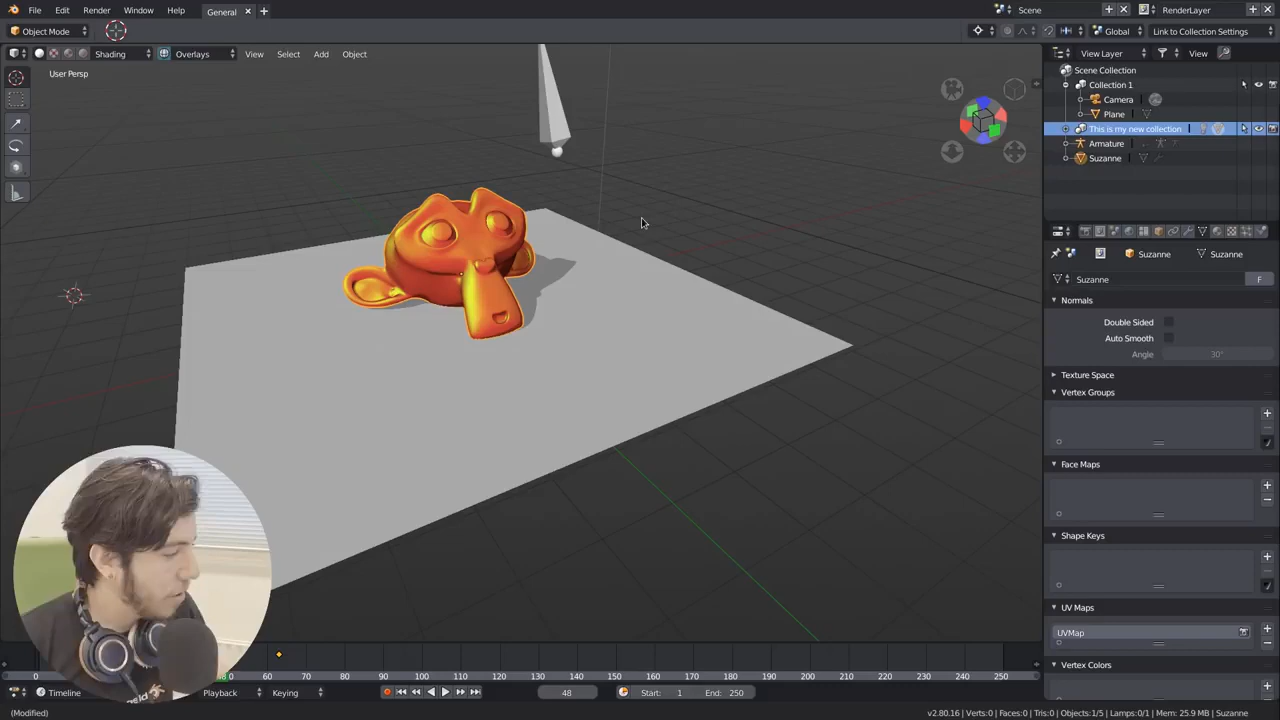 File Edit Render Window Help General Scene RenderLayer
Object Mode Global Link to Collection Settings
Shading Overlays View Select Add Object View Layer View
User Persp
Scene Collection
Collection 1
Camera
Plane
This is my new collection
Armature
Suzanne
Suzanne Suzanne
Suzanne F
Normals
Double Sided
Auto Smooth
Angle 30°
Texture Space
Vertex Groups
Face Maps
Shape Keys
UV Maps
UVMap
Vertex Colors
0 60 70 80 90 100 110 120 130 140 150 160 170 180 190 200 210 220 230 240 250
Timeline Playback Keying 48 Start: 1 End: 250
(Modified) v2.80.16 | Verts:0 | Faces:0 | Tris:0 | Objects:1/5 | Lamps:0/1 | Mem: 25.9 MB | Suzanne